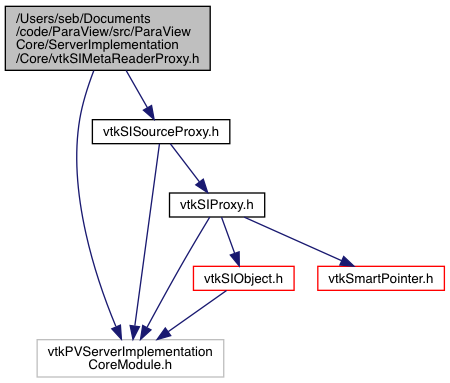 /Users/seb/Documents
/code/ParaView/src/ParaView
Core/ServerImplementation
/Core/vtkSIMetaReaderProxy.h
vtkSISourceProxy.h
vtkSIProxy.h
vtkSIObject.h
vtkSmartPointer.h
vtkPVServerImplementation
CoreModule.h